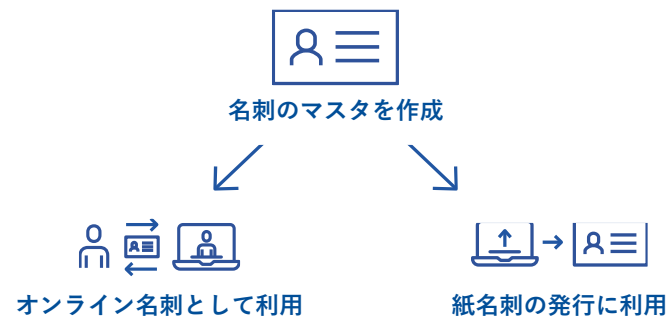 名刺のマスタを作成
オンライン名刺として利用
紙名刺の発行に利用